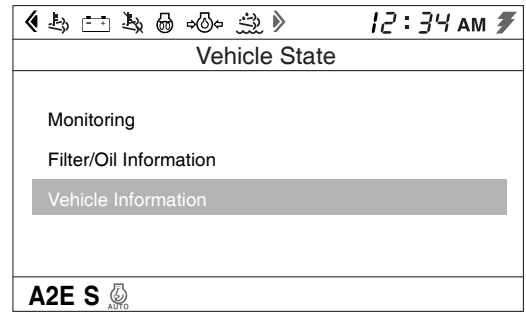 12:34 AM
Vehicle State
Monitoring
Filter/Oil Information
Vehicle Information
A2E S AUTO